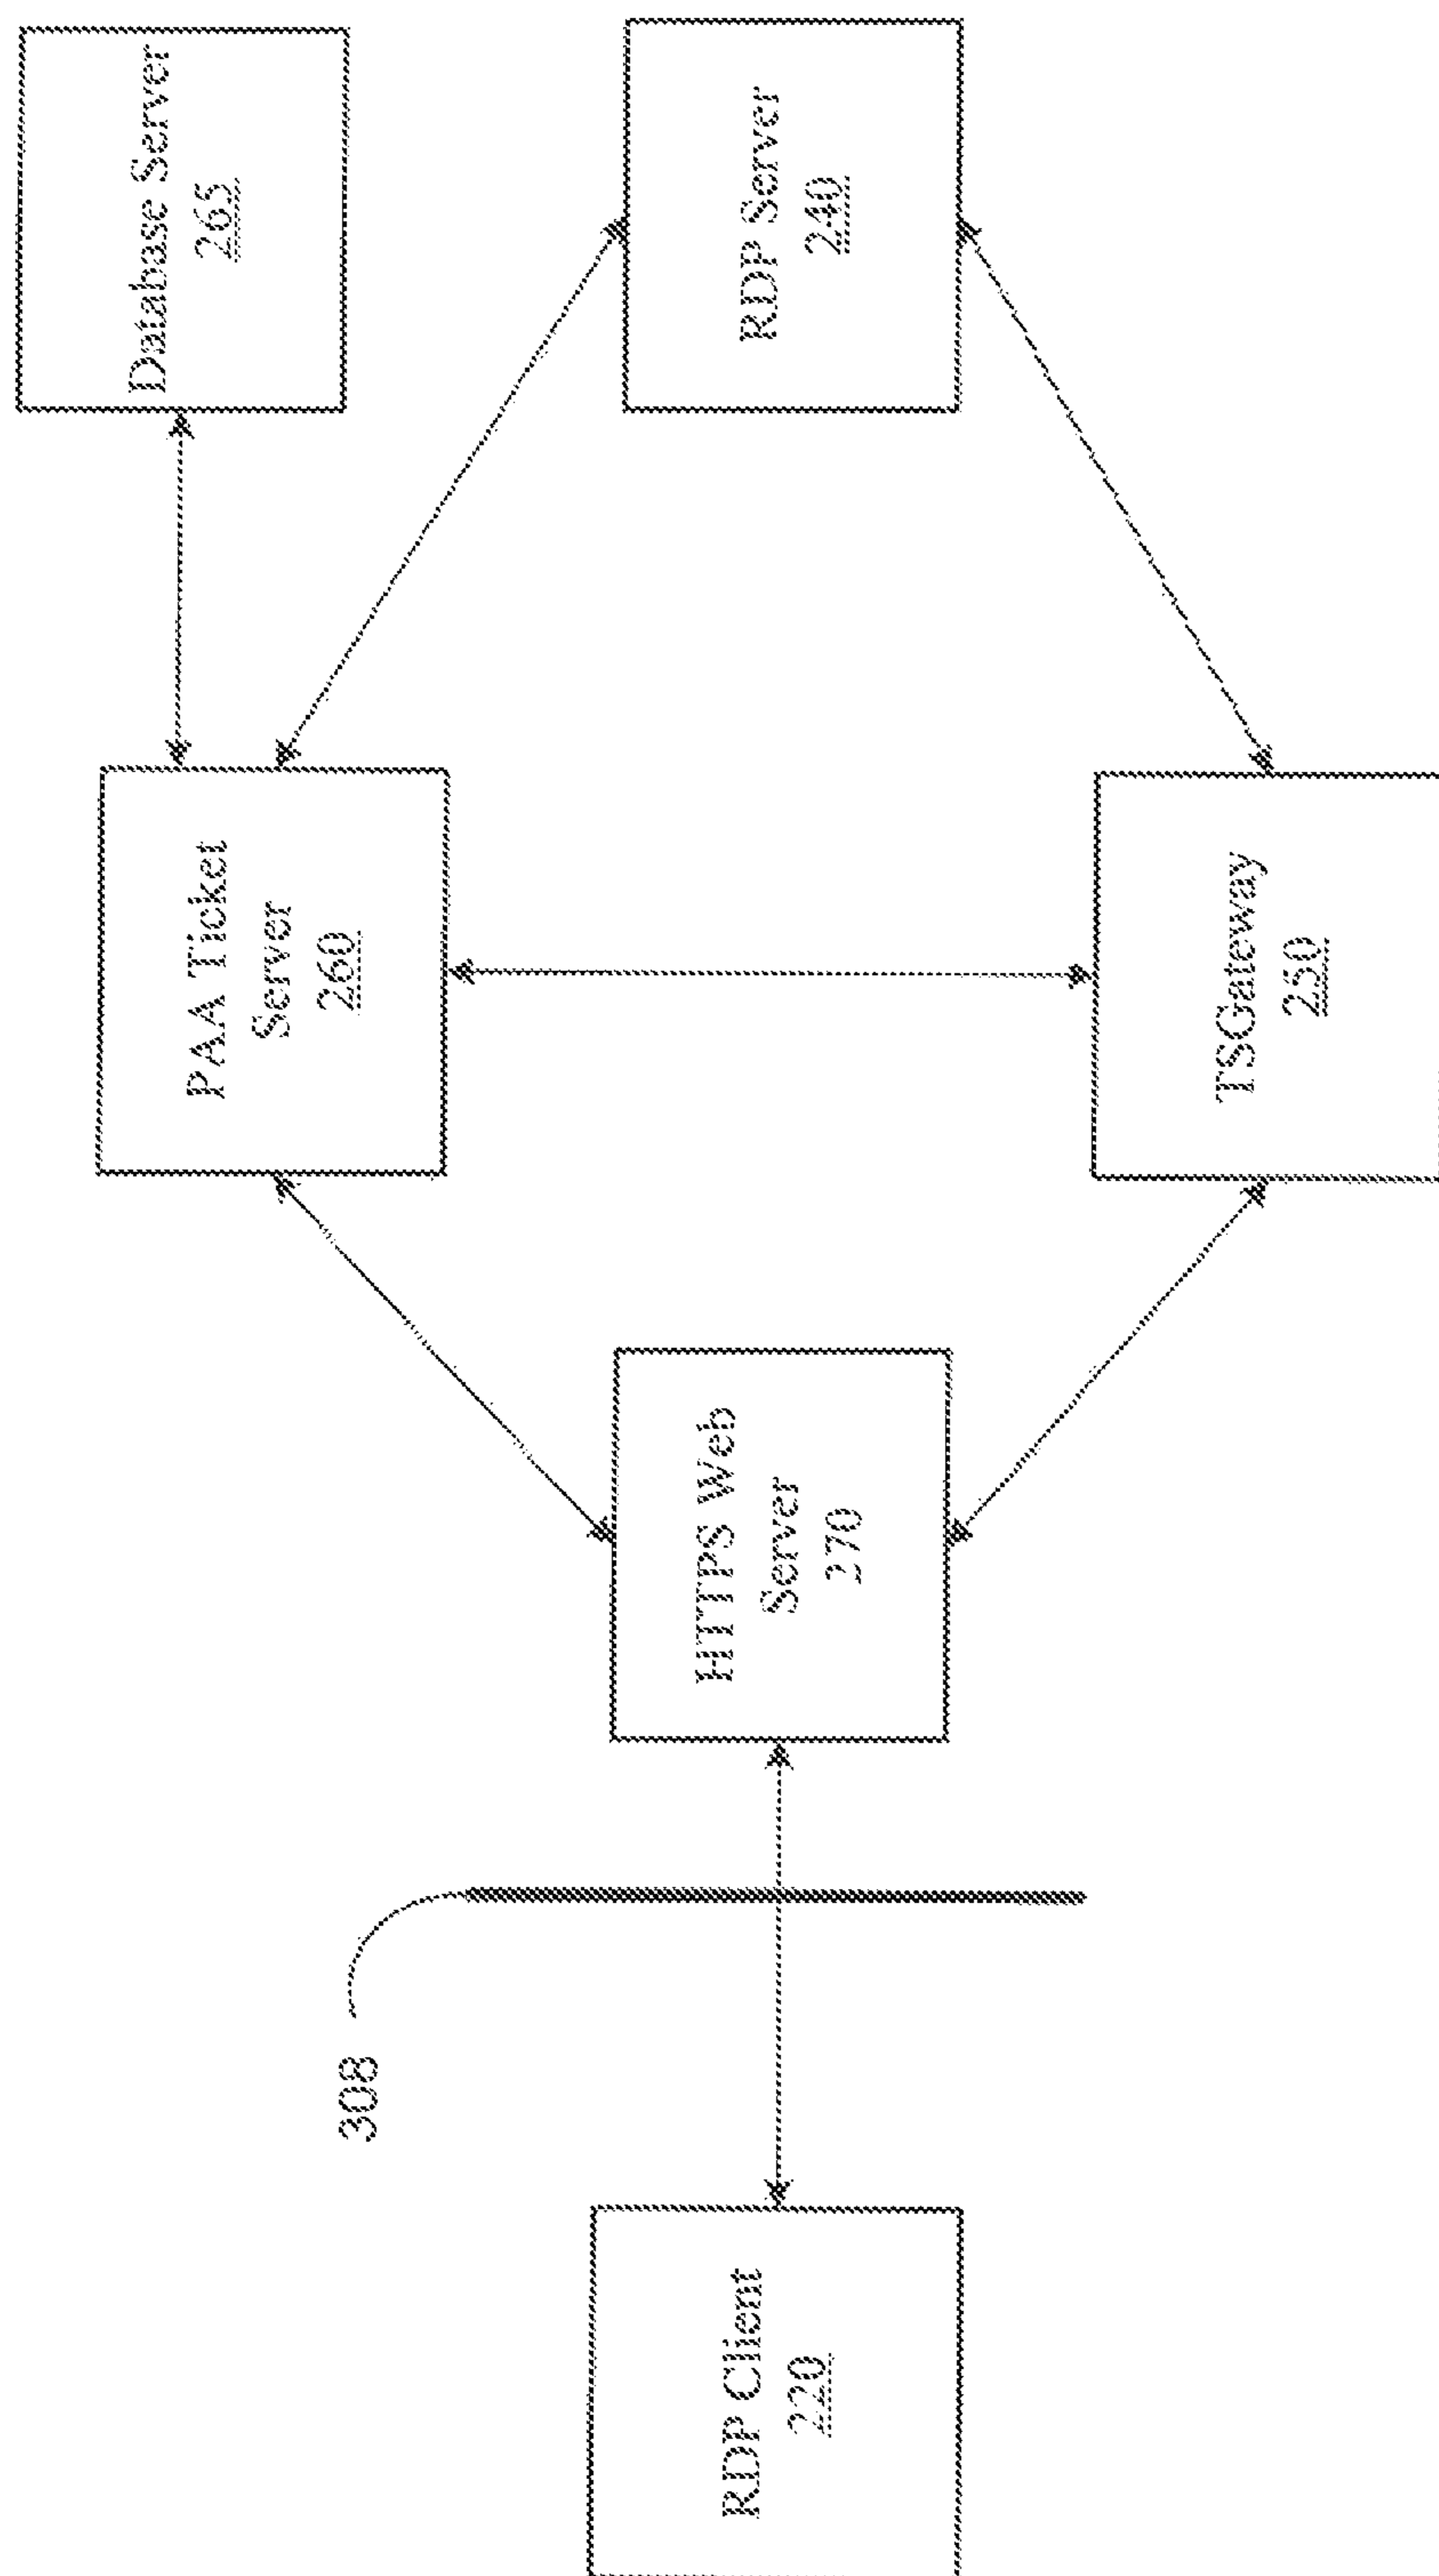 RDP Client
220
308
HTTPS Web
Server
270
PAA Ticket
Server
260
TSGateway
250
Database Server
265
RDP Server
240